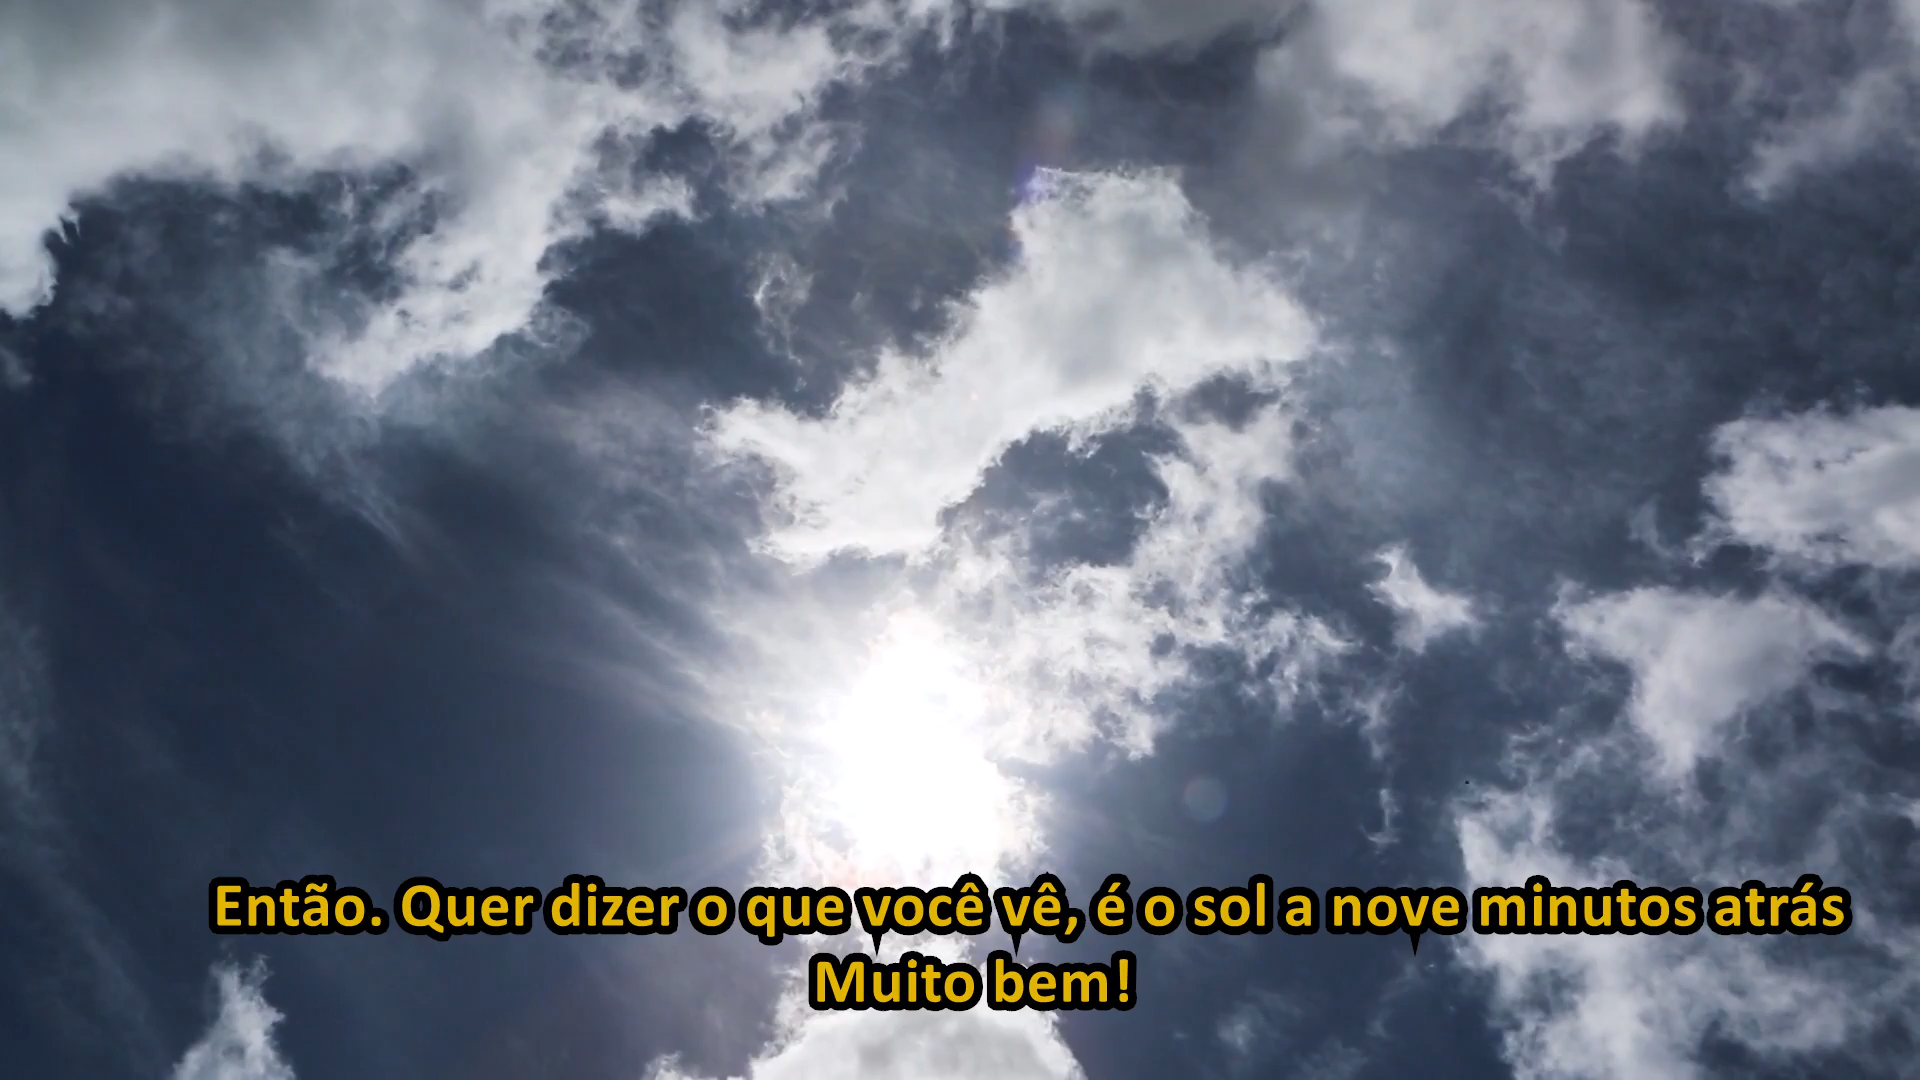 Então. Quer dizer o que você vê, é o sol a nove minutos atrás
Muito bem!